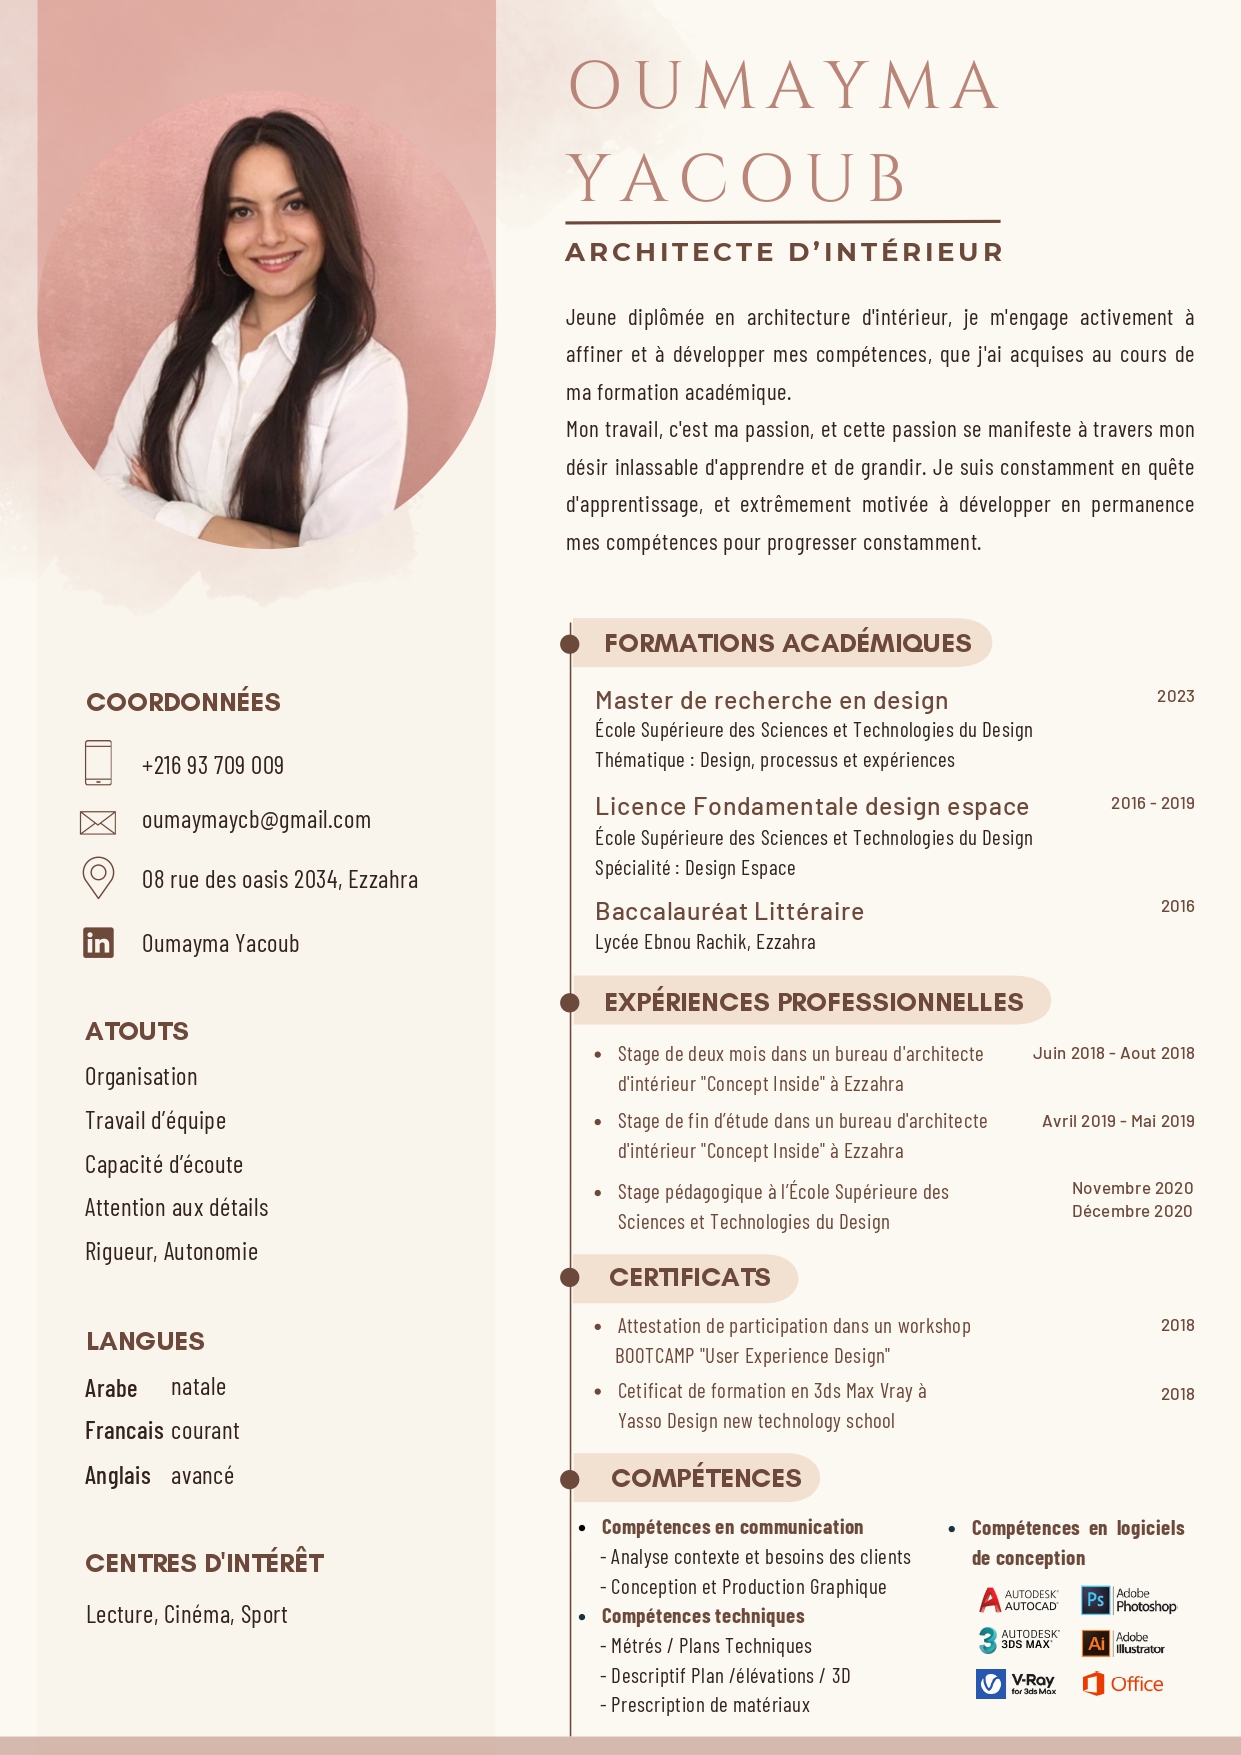 OUMAYMA
YACOUB
ARCHITECTE D’INTÉRIEUR
Jeune diplômée en architecture d'intérieur, je m'engage activement à
affiner et à développer mes compétences, que j'ai acquises au cours de
ma formation académique.
Mon travail, c'est ma passion, et cette passion se manifeste à travers mon
désir inlassable d'apprendre et de grandir. Je suis constamment en quête
d'apprentissage, et extrêmement motivée à développer en permanence
mes compétences pour progresser constamment.
COORDONNÉES
+216 93 709 009
oumaymaycb@gmail.com
08 rue des oasis 2034, Ezzahra
in Oumayma Yacoub
ATOUTS
Organisation
Travail d’équipe
Capacité d’écoute
Attention aux détails
Rigueur, Autonomie
LANGUES
Arabe natale
Francais courant
Anglais avancé
CENTRES D'INTÉRÊT
Lecture, Cinéma, Sport
FORMATIONS ACADÉMIQUES
Master de recherche en design 2023
École Supérieure des Sciences et Technologies du Design
Thématique : Design, processus et expériences
Licence Fondamentale design espace 2016 - 2019
École Supérieure des Sciences et Technologies du Design
Spécialité : Design Espace
Baccalauréat Littéraire 2016
Lycée Ebnou Rachik, Ezzahra
EXPÉRIENCES PROFESSIONNELLES
• Stage de deux mois dans un bureau d'architecte Juin 2018 - Aout 2018
d'intérieur "Concept Inside" à Ezzahra
• Stage de fin d’étude dans un bureau d'architecte Avril 2019 - Mai 2019
d'intérieur "Concept Inside" à Ezzahra
• Stage pédagogique à l’École Supérieure des Novembre 2020
Sciences et Technologies du Design Décembre 2020
CERTIFICATS
• Attestation de participation dans un workshop 2018
BOOTCAMP "User Experience Design"
• Cetificat de formation en 3ds Max Vray à 2018
Yasso Design new technology school
COMPÉTENCES
• Compétences en communication
- Analyse contexte et besoins des clients
- Conception et Production Graphique
• Compétences techniques
- Métrés / Plans Techniques
- Descriptif Plan /élévations / 3D
- Prescription de matériaux
• Compétences en logiciels
de conception
AUTODESK®
AUTOCAD®
Ps Adobe
Photoshop
3 AUTODESK®
3DS MAX®
Ai Adobe
Illustrator
V-Ray
for 3ds Max
Office